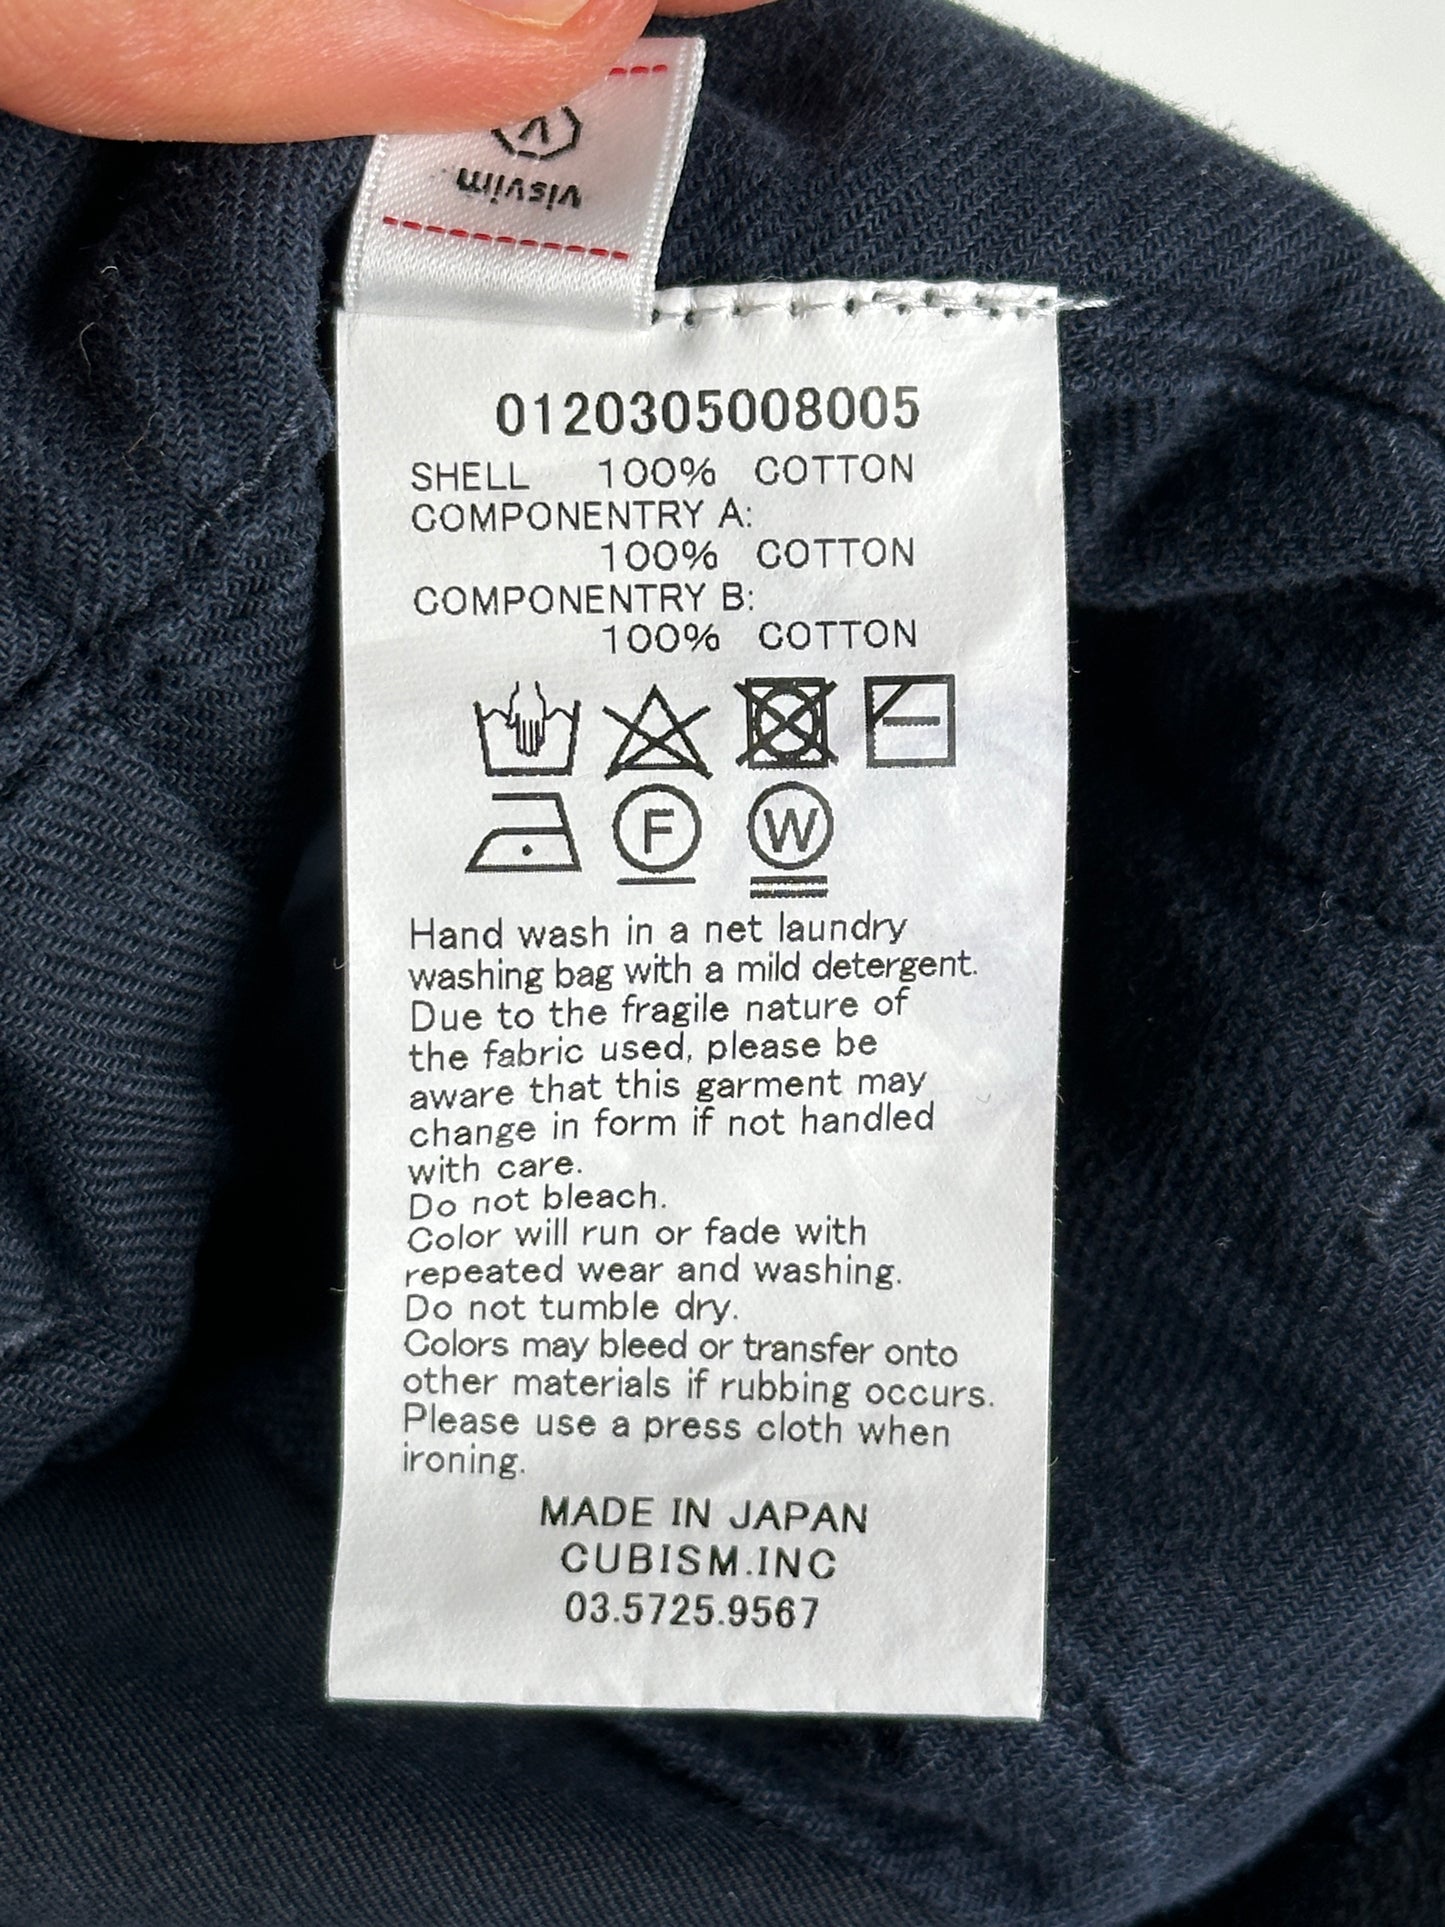 visvim
0120305008005
SHELL 100% COTTON
COMPONENTRY A:
100% COTTON
COMPONENTRY B:
100% COTTON
F W
Hand wash in a net laundry
washing bag with a mild detergent.
Due to the fragile nature of
the fabric used, please be
aware that this garment may
change in form if not handled
with care.
Do not bleach.
Color will run or fade with
repeated wear and washing.
Do not tumble dry.
Colors may bleed or transfer onto
other materials if rubbing occurs.
Please use a press cloth when
ironing.
MADE IN JAPAN
CUBISM.INC
03.5725.9567